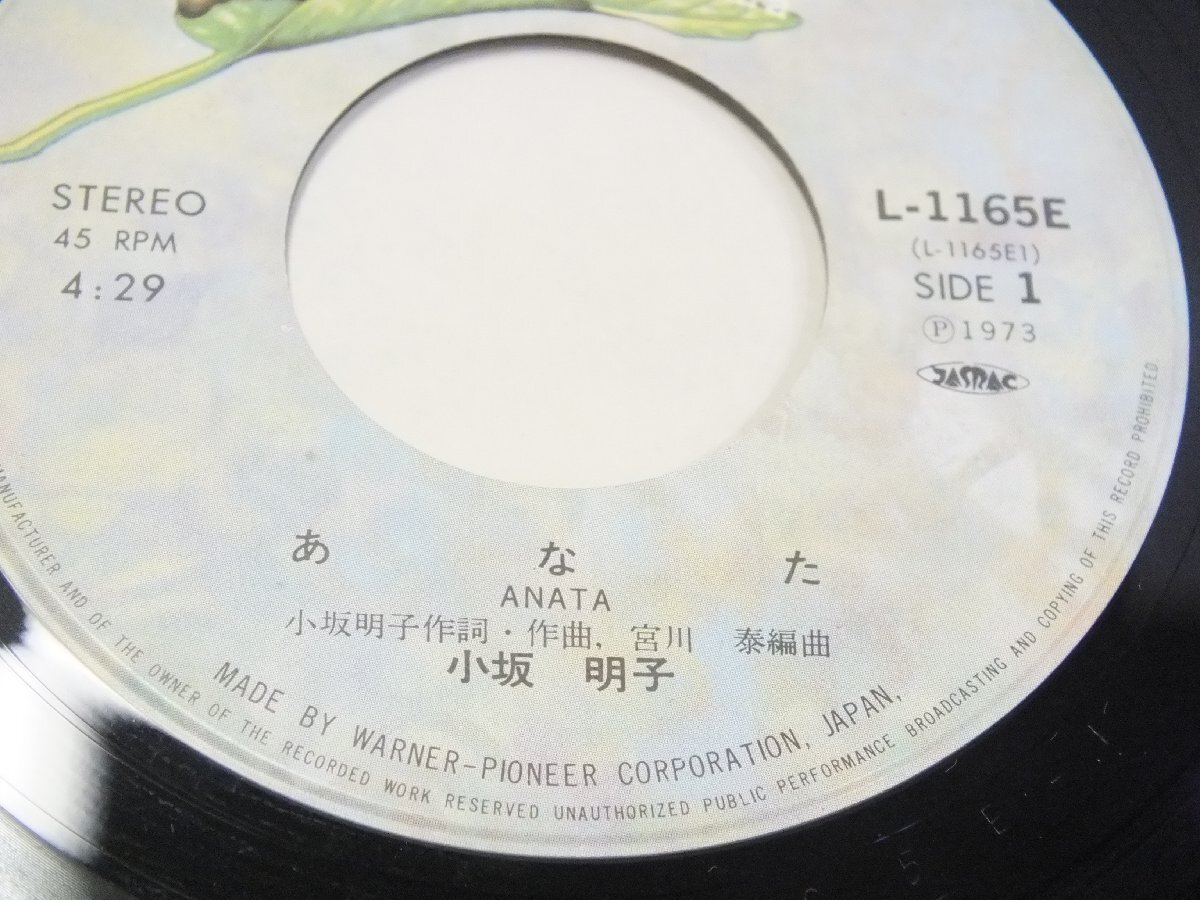 STEREO
45 RPM
4:29
L-1165E
(L-1165E1)
SIDE 1
Ⓟ1973
JASRAC
あなた
ANATA
小坂明子作詞・作曲, 宮川 泰編曲
小坂 明子
MADE BY WARNER-PIONEER CORPORATION, JAPAN,
MANUFACTURER AND OF THE OWNER OF THE RECORDED WORK RESERVED UNAUTHORIZED PUBLIC PERFORMANCE BROADCASTING AND COPYING OF THIS RECORD PROHIBITED